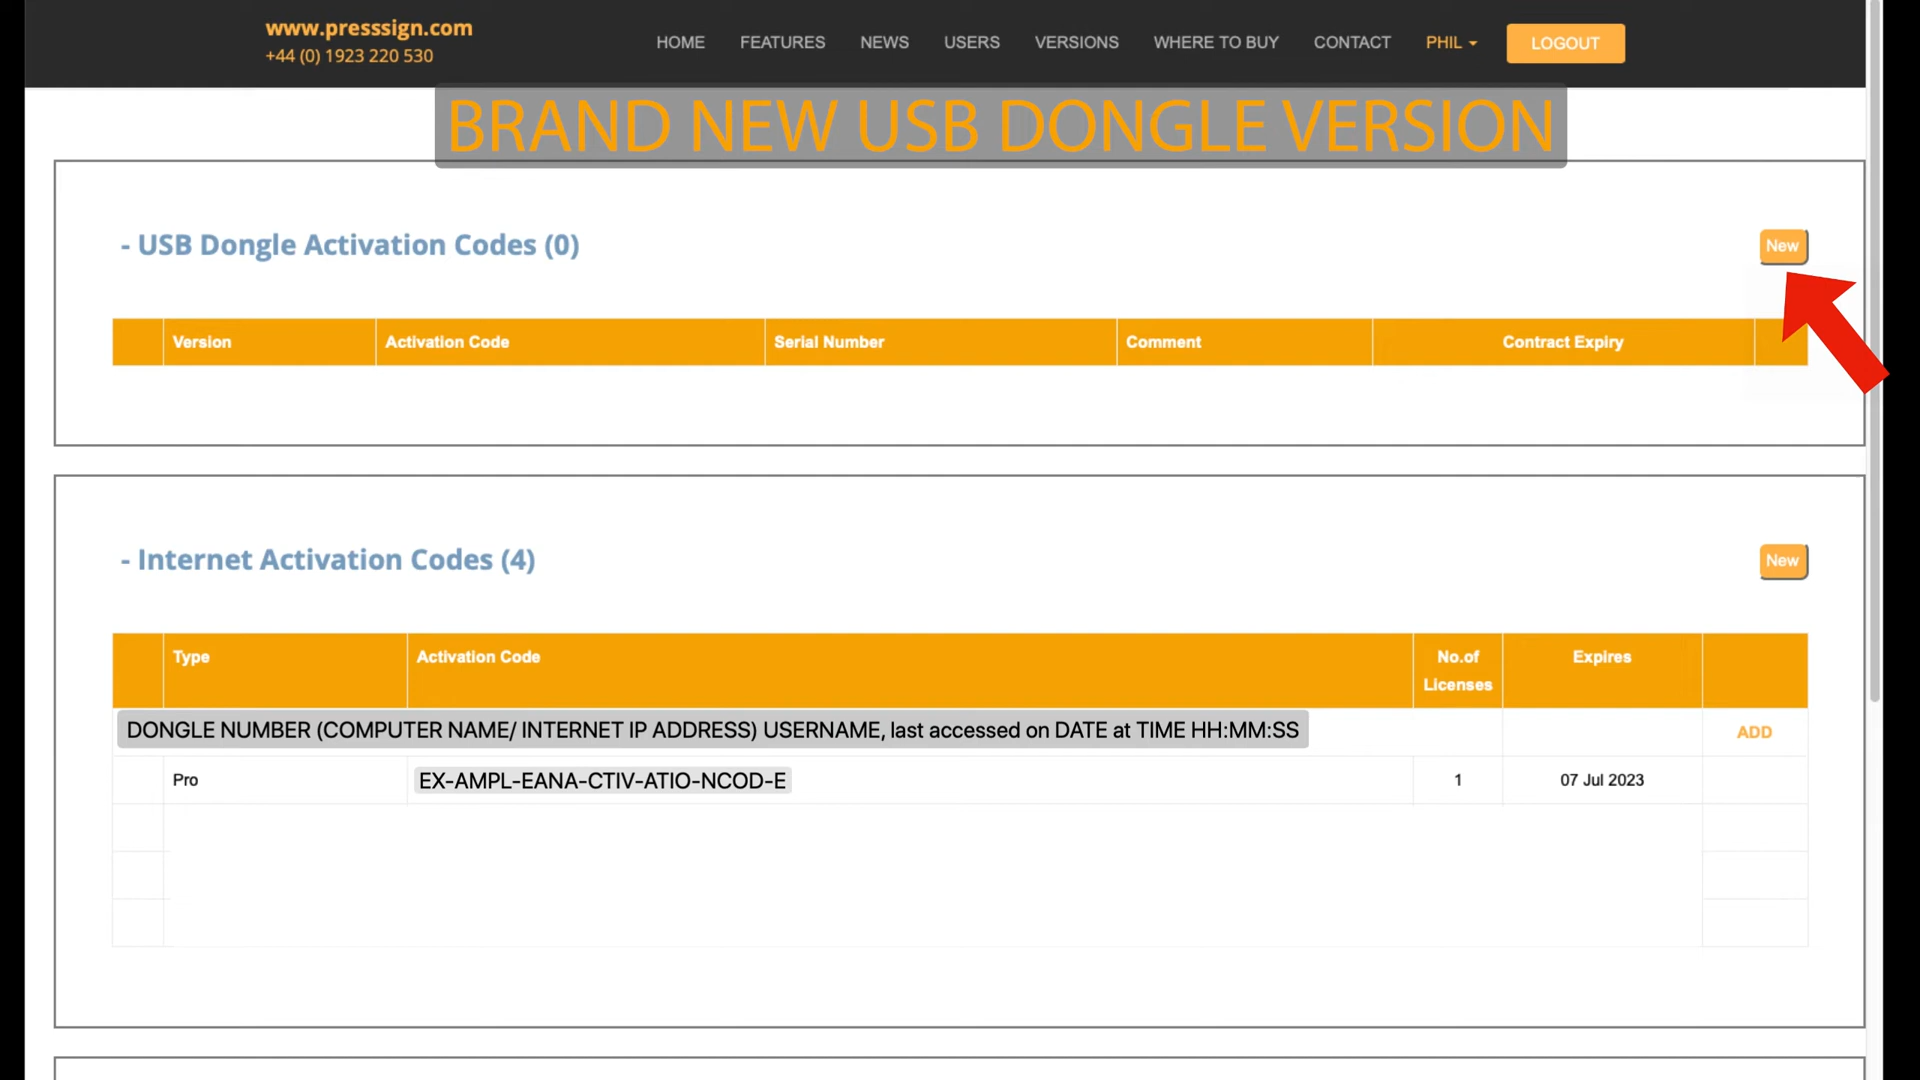 www.presssign.com
+44 (0) 1923 220 530
HOME FEATURES NEWS USERS VERSIONS WHERE TO BUY CONTACT PHIL LOGOUT
BRAND NEW USB DONGLE VERSION
- USB Dongle Activation Codes (0)
New
Version Activation Code Serial Number Comment Contract Expiry
- Internet Activation Codes (4)
New
Type Activation Code No.of Licenses Expires
DONGLE NUMBER (COMPUTER NAME/ INTERNET IP ADDRESS) USERNAME, last accessed on DATE at TIME HH:MM:SS ADD
Pro EX-AMPL-EANA-CTIV-ATIO-NCOD-E 1 07 Jul 2023